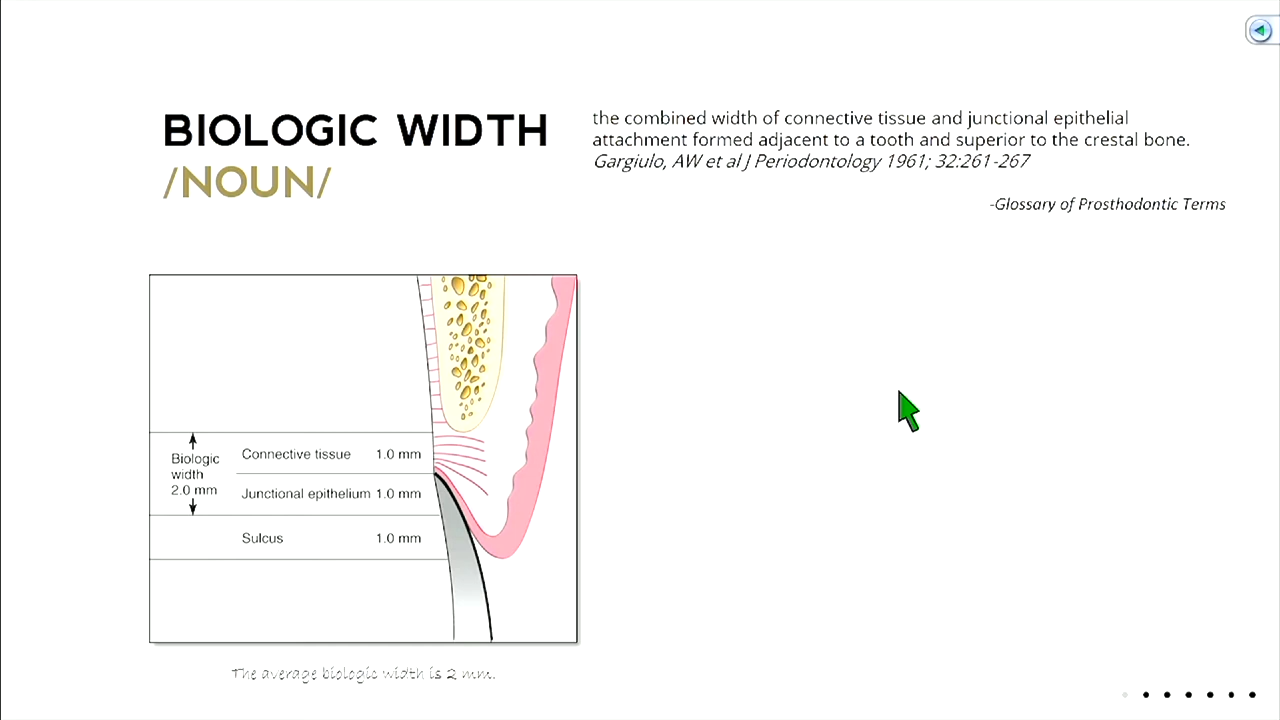 BIOLOGIC WIDTH
/NOUN/
the combined width of connective tissue and junctional epithelial
attachment formed adjacent to a tooth and superior to the crestal bone.
Gargiulo, AW et al J Periodontology 1961; 32:261-267
-Glossary of Prosthodontic Terms
Biologic
width
2.0 mm
Connective tissue 1.0 mm
Junctional epithelium 1.0 mm
Sulcus 1.0 mm
The average biologic width is 2 mm.